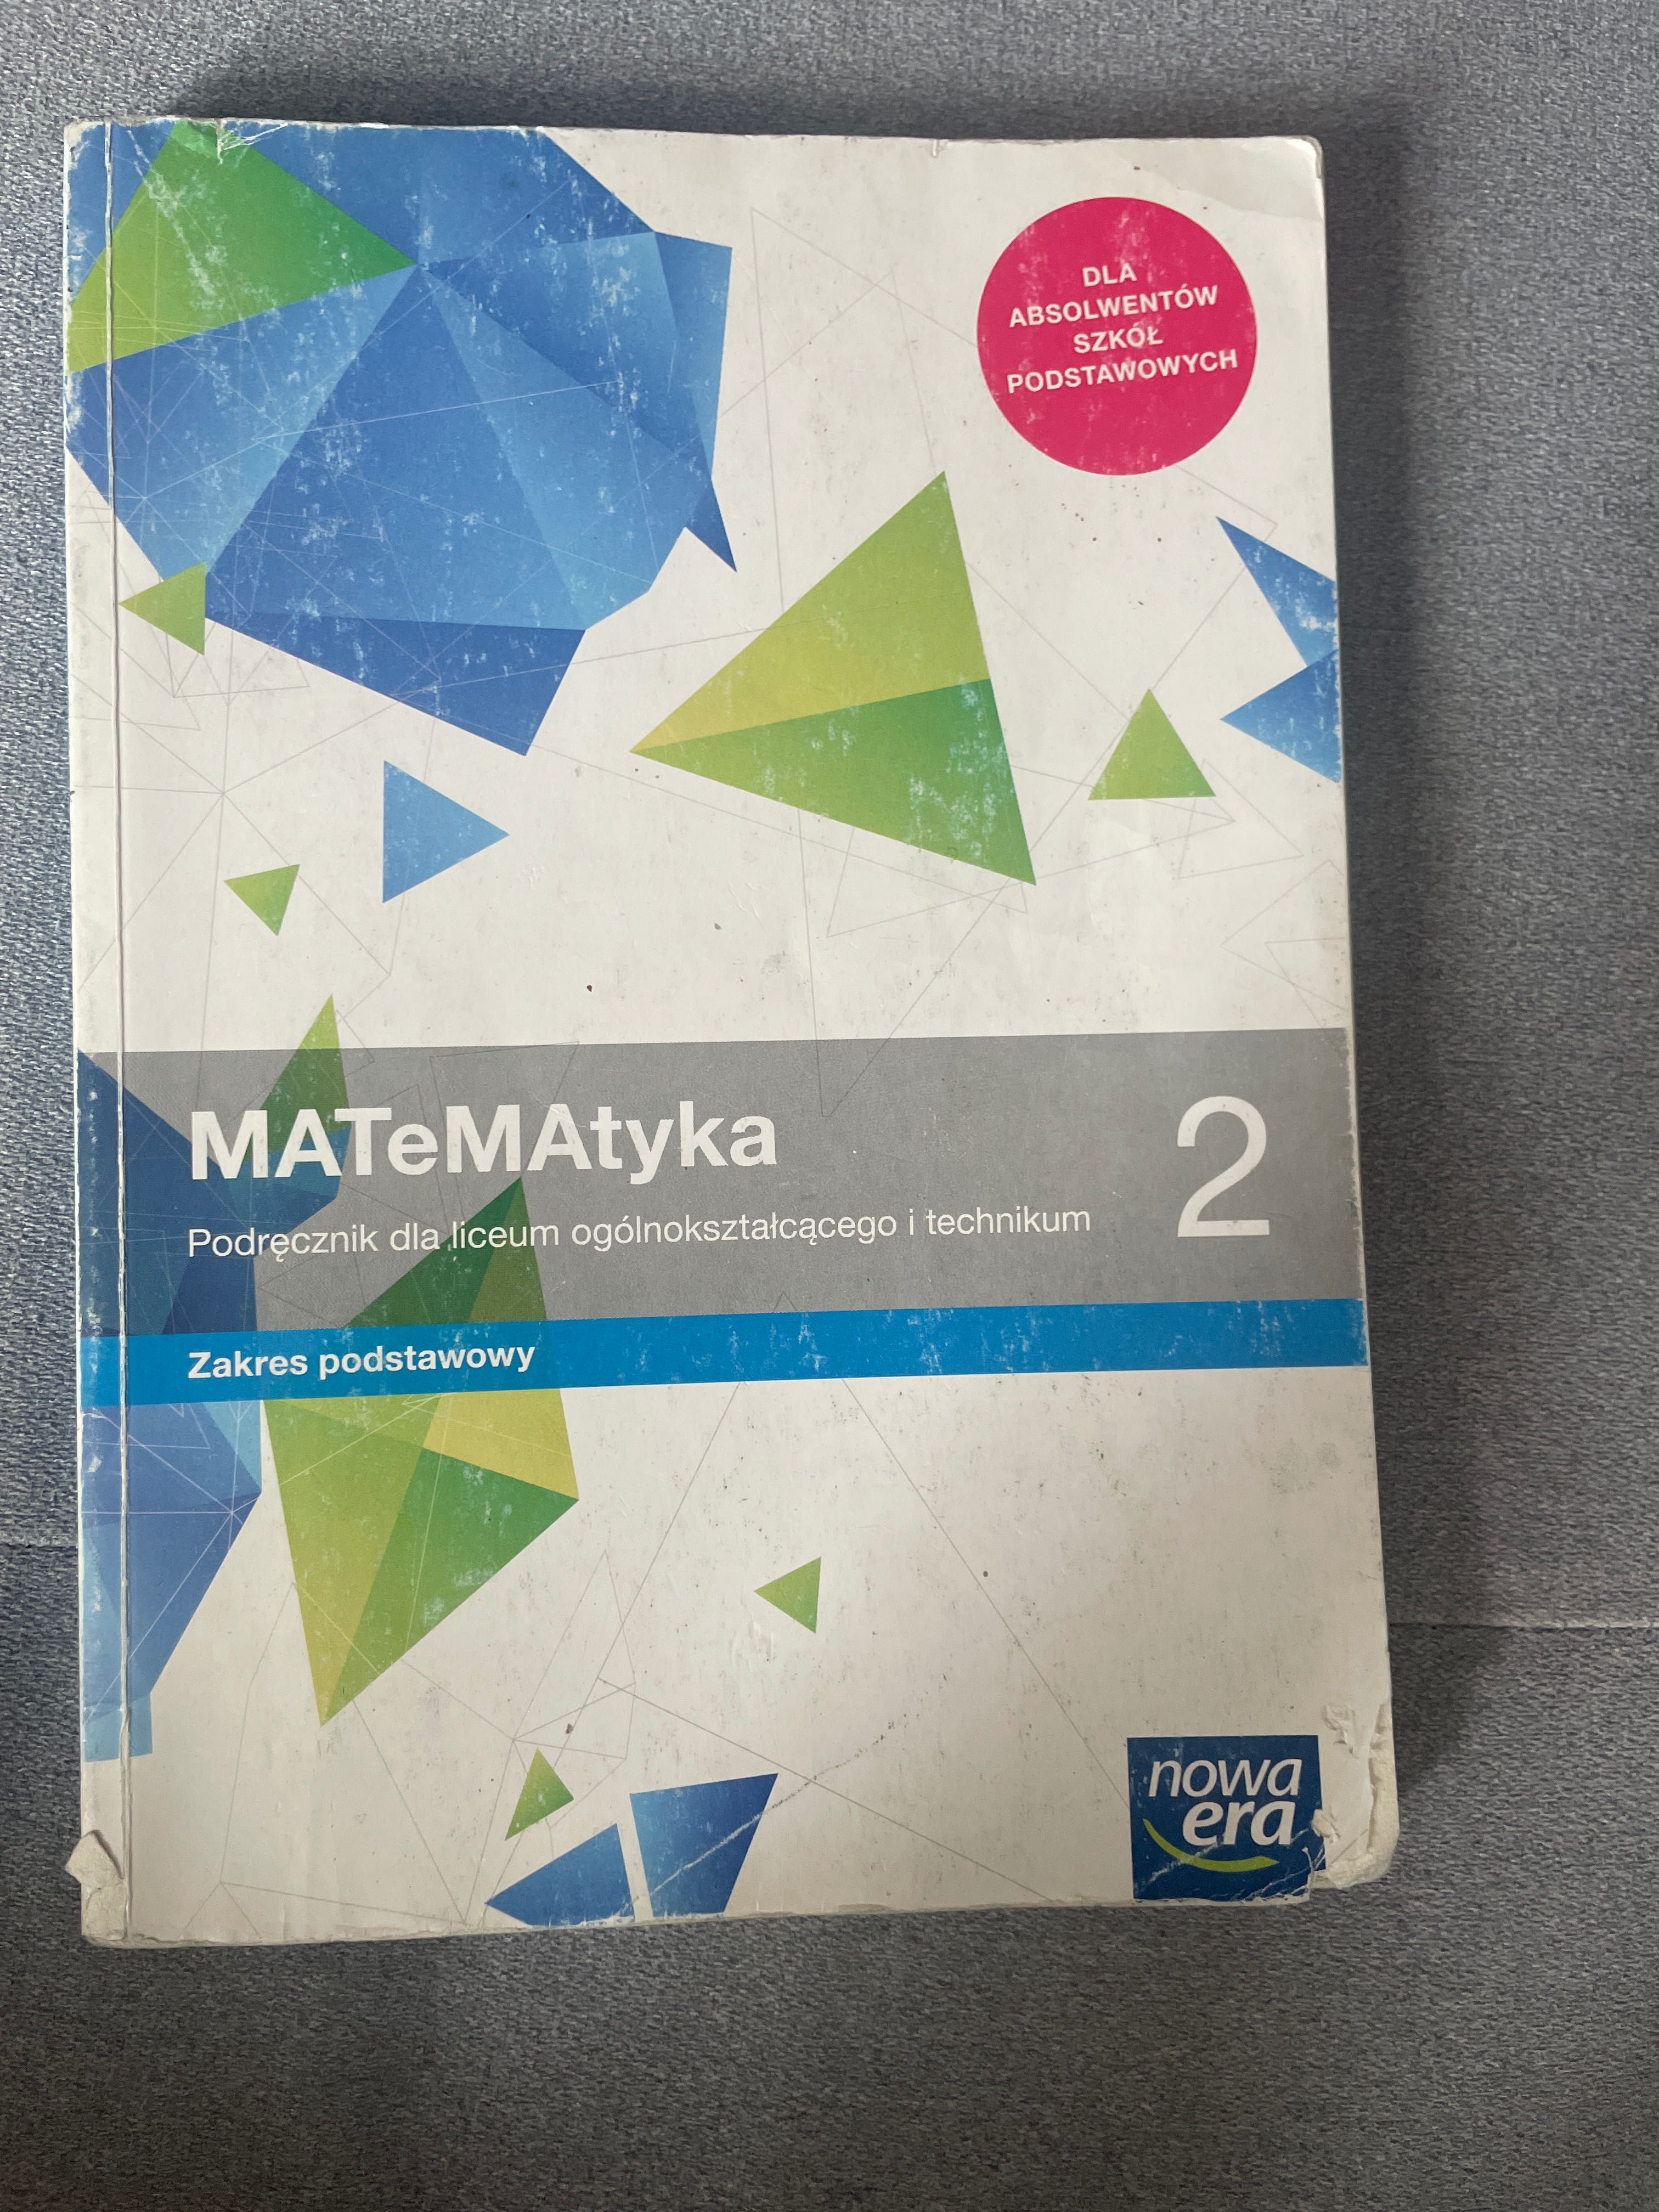 DLA
ABSOLWENTÓW
SZKÓŁ
PODSTAWOWYCH
MATeMAtyka 2
Podręcznik dla liceum ogólnokształcącego i technikum
Zakres podstawowy
nowa
era